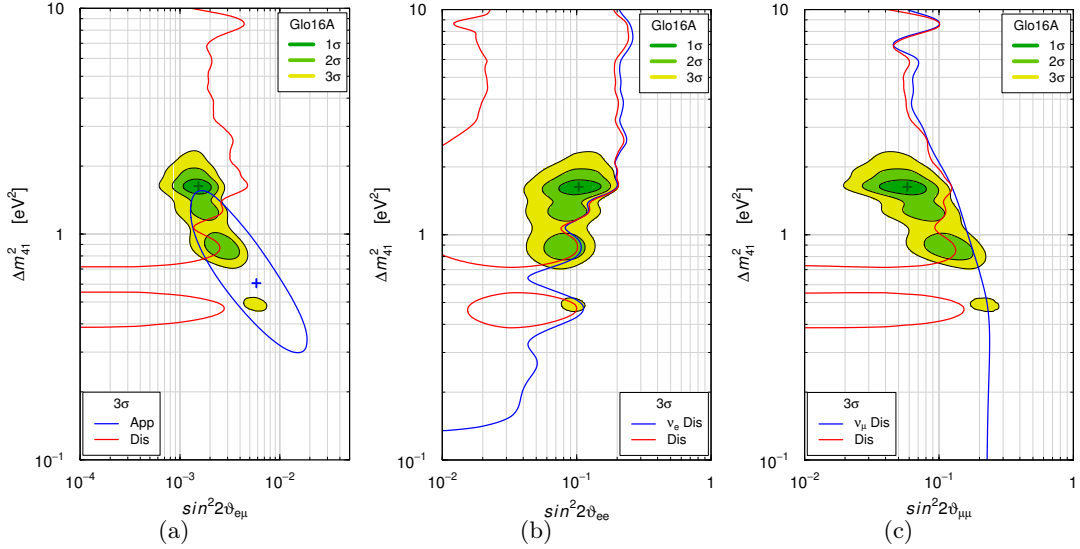 10
1
10⁻¹
Δm²₄₁ [eV²]
Glo16A
1σ
2σ
3σ
3σ
App
Dis
10⁻⁴ 10⁻³ 10⁻²
sin²2ϑeμ
(a)
10
1
10⁻¹
Δm²₄₁ [eV²]
Glo16A
1σ
2σ
3σ
3σ
νe Dis
Dis
10⁻² 10⁻¹ 1
sin²2ϑee
(b)
10
1
10⁻¹
Δm²₄₁ [eV²]
Glo16A
1σ
2σ
3σ
3σ
νμ Dis
Dis
10⁻² 10⁻¹ 1
sin²2ϑμμ
(c)